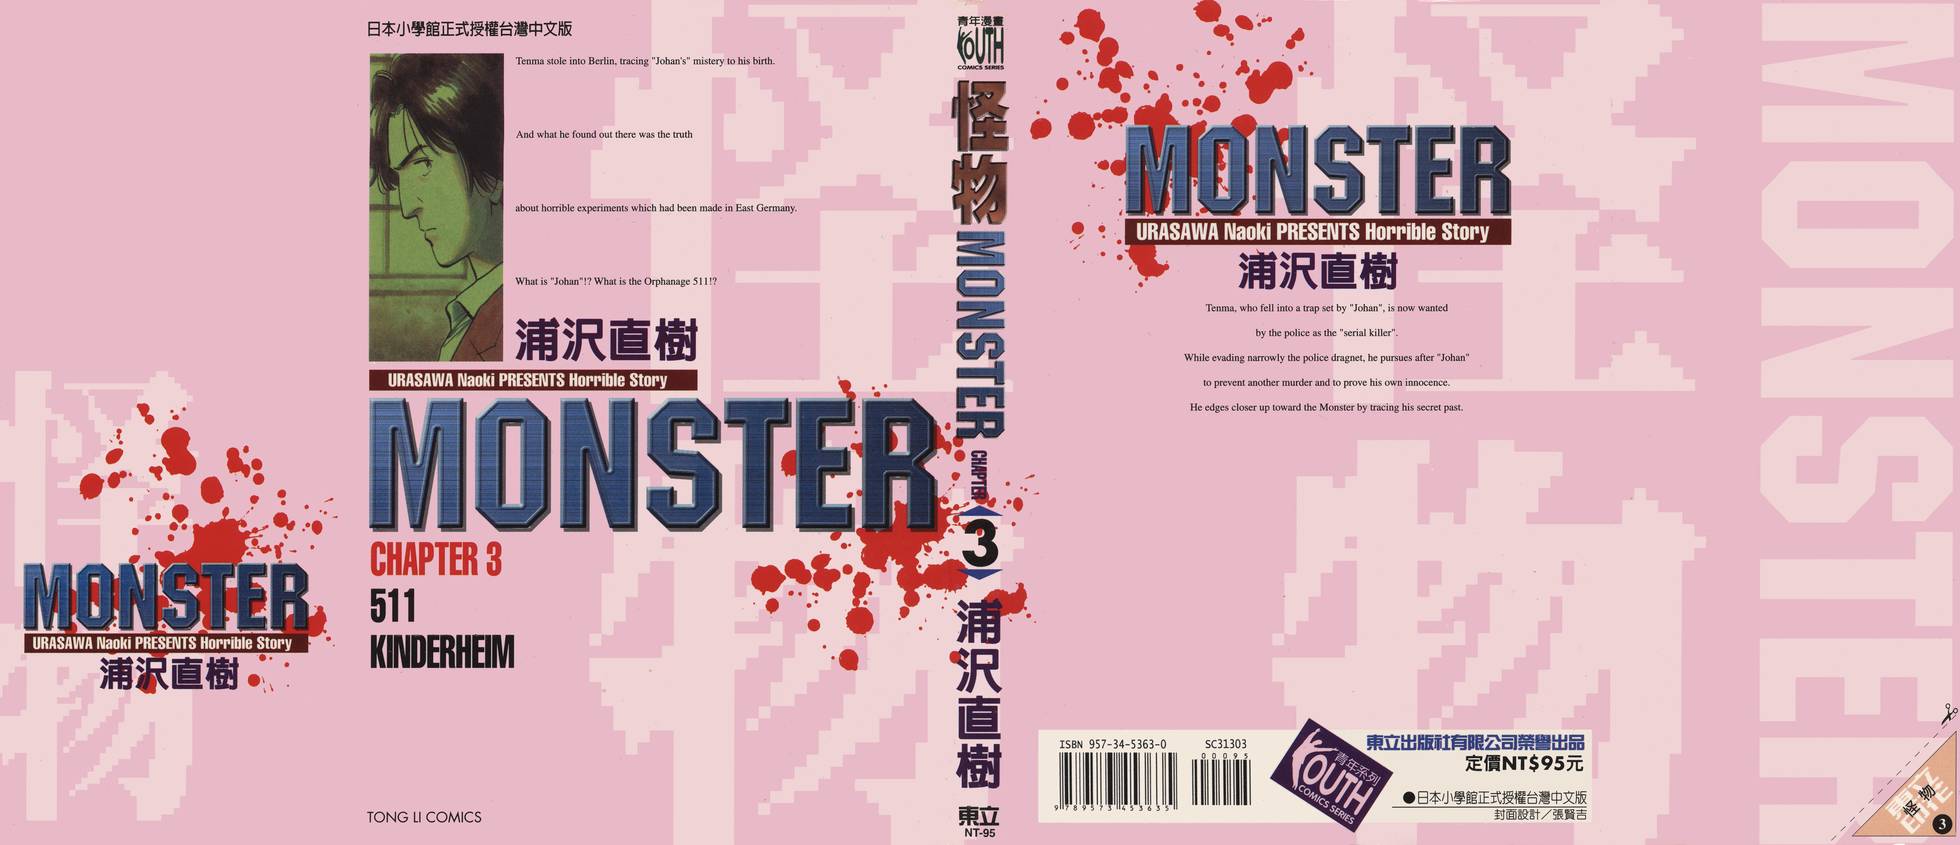 MONSTER
URASAWA Naoki PRESENTS Horrible Story
浦沢直樹
日本小學館正式授權台灣中文版
Tenma stole into Berlin, tracing "Johan's" mistery to his birth.
And what he found out there was the truth
about horrible experiments which had been made in East Germany.
What is "Johan"!? What is the Orphanage 511!?
浦沢直樹
URASAWA Naoki PRESENTS Horrible Story
MONSTER
CHAPTER 3
511
KINDERHEIM
TONG LI COMICS
青年漫畫
YOUTH
COMICS SERIES
怪物
MONSTER
CHAPTER
3
浦沢直樹
東立
NT-95
MONSTER
URASAWA Naoki PRESENTS Horrible Story
浦沢直樹
Tenma, who fell into a trap set by "Johan", is now wanted
by the police as the "serial killer".
While evading narrowly the police dragnet, he pursues after "Johan"
to prevent another murder and to prove his own innocence.
He edges closer up toward the Monster by tracing his secret past.
ISBN 957-34-5363-0
9789573453635
SC31303
00095
青年系列
YOUTH
COMICS SERIES
東立出版社有限公司榮譽出品
定價NT$95元
●日本小學館正式授權台灣中文版
封面設計／張賢吉
MONSTER
怪物
東立
印花
3
怪物
怪物